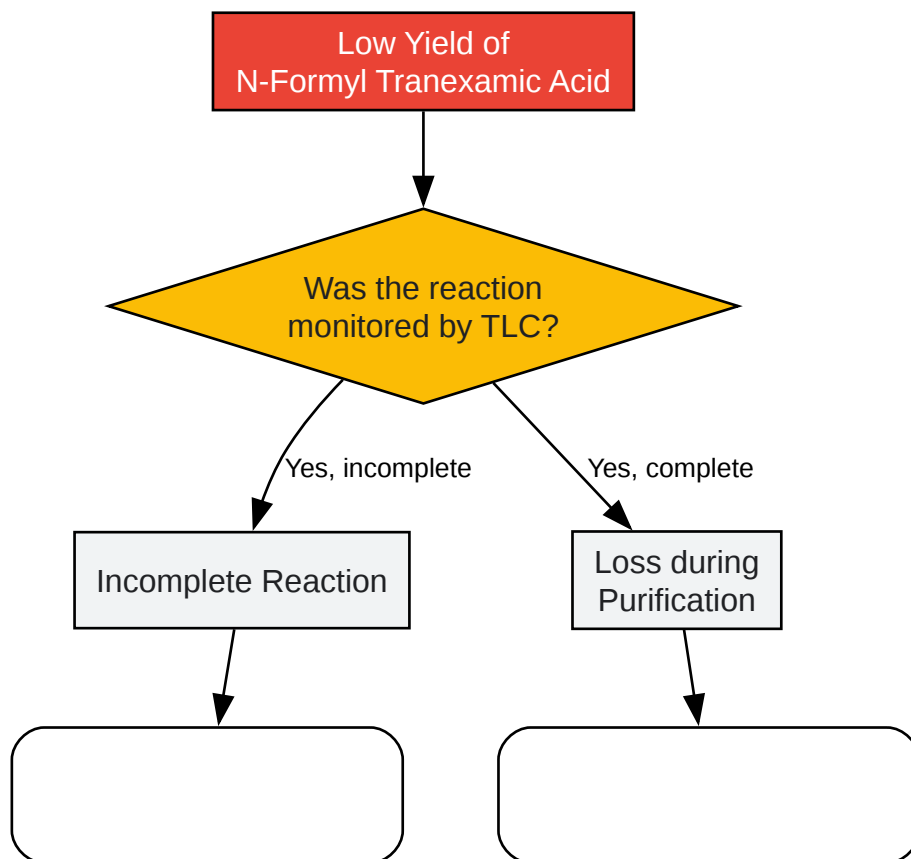 Low Yield of
N-Formyl Tranexamic Acid
Was the reaction
monitored by TLC?
Yes, incomplete
Yes, complete
Incomplete Reaction
Loss during
Purification